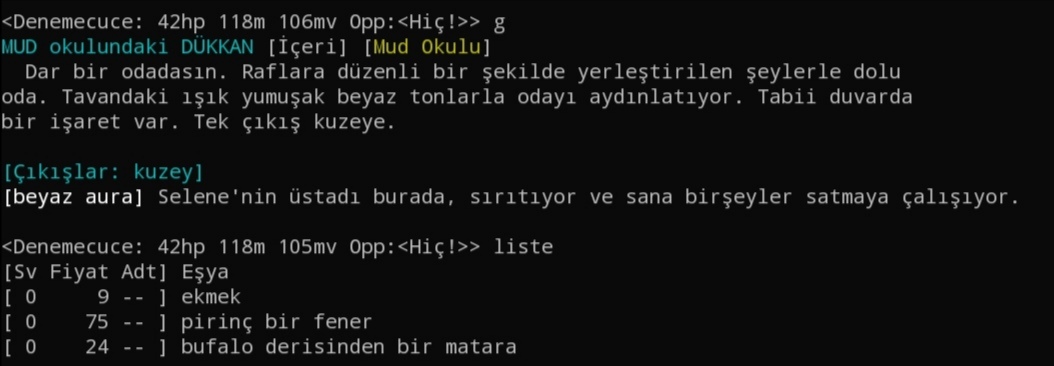 <Denemecuce: 42hp 118m 106mv Opp:<Hiç!>> g
MUD okulundaki DÜKKAN [İçeri] [Mud Okulu]
Dar bir odadasın. Raflara düzenli bir şekilde yerleştirilen şeylerle dolu
oda. Tavandaki ışık yumuşak beyaz tonlarla odayı aydınlatıyor. Tabii duvarda
bir işaret var. Tek çıkış kuzeye.
[Çıkışlar: kuzey]
[beyaz aura] Selene'nin üstadı burada, sırıtıyor ve sana birşeyler satmaya çalışıyor.
<Denemecuce: 42hp 118m 105mv Opp:<Hiç!>> liste
[Sv Fiyat Adt] Eşya
[ 0     9 -- ] ekmek
[ 0    75 -- ] pirinç bir fener
[ 0    24 -- ] bufalo derisinden bir matara